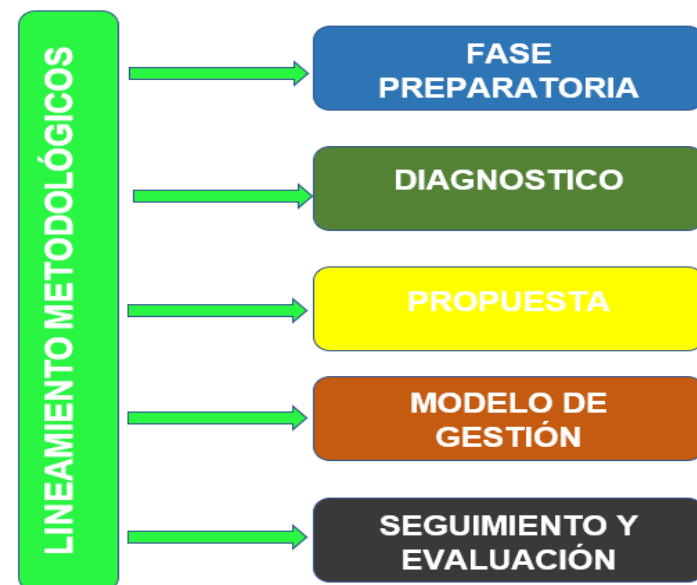 LINEAMIENTO METODOLÓGICOS
FASE
PREPARATORIA
DIAGNOSTICO
PROPUESTA
MODELO DE
GESTIÓN
SEGUIMIENTO Y
EVALUACIÓN